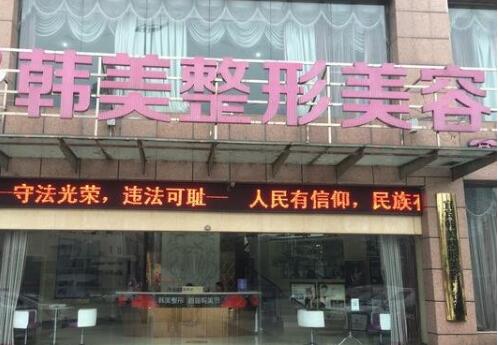 韩美整形美容
守法光荣，违法可耻一 人民有信仰，民族有
韩美整形